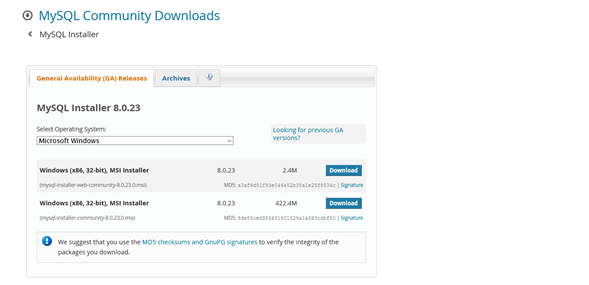 MySQL Community Downloads
MySQL Installer
General Availability (GA) Releases
Archives
MySQL Installer 8.0.23
Select Operating System:
Microsoft Windows
Looking for previous GA
versions?
Windows (x86, 32-bit), MSI Installer 8.0.23 2.4M Download
(mysql-installer-web-community-8.0.23.0.msi) MD5: | Signature
Windows (x86, 32-bit), MSI Installer 8.0.23 422.4M Download
(mysql-installer-community-8.0.23.0.msi) MD5: | Signature
We suggest that you use the MD5 checksums and GnuPG signatures to verify the integrity of the
packages you download.